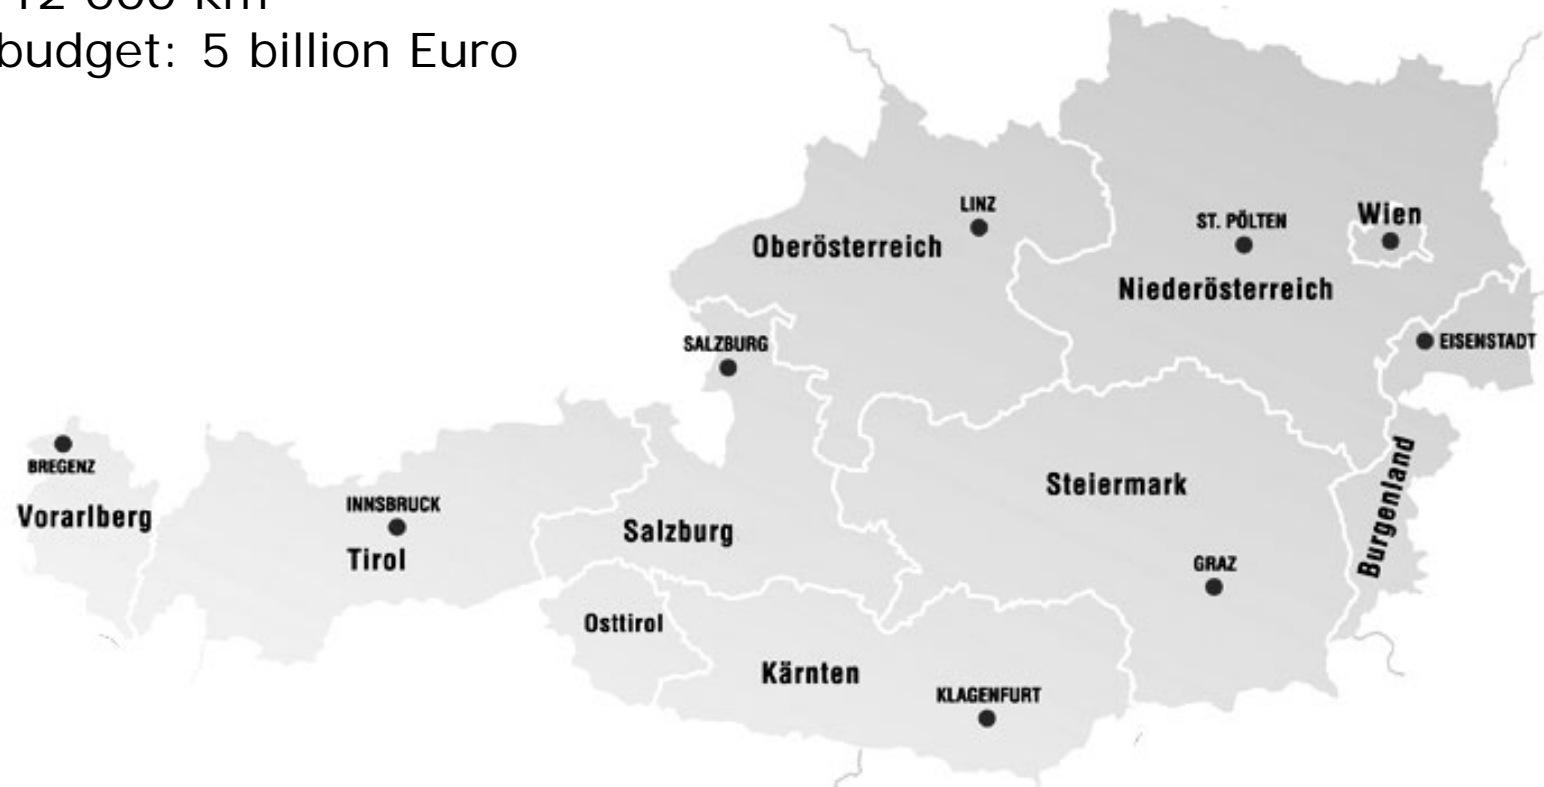 budget: 5 billion Euro
LINZ
ST. PÖLTEN
Wien
Oberösterreich
Niederösterreich
SALZBURG
EISENSTADT
BREGENZ
Vorarlberg
INNSBRUCK
Tirol
Salzburg
Steiermark
Burgenland
GRAZ
Osttirol
Kärnten
KLAGENFURT